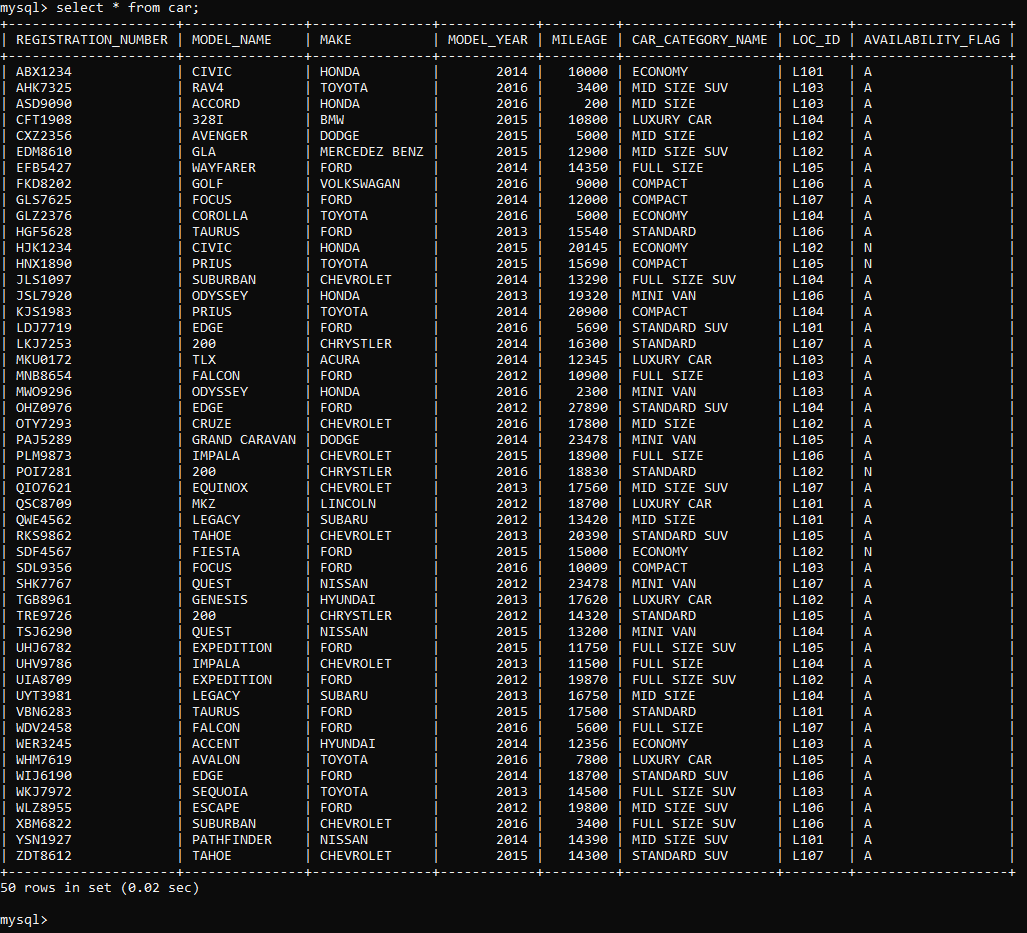 mysql> select * from car;
+---------------------+---------------+--------------+------------+---------+-------------------+--------+-------------------+
| REGISTRATION_NUMBER | MODEL_NAME    | MAKE         | MODEL_YEAR | MILEAGE | CAR_CATEGORY_NAME | LOC_ID | AVAILABILITY_FLAG |
+---------------------+---------------+--------------+------------+---------+-------------------+--------+-------------------+
| ABX1234             | CIVIC         | HONDA        |       2014 |   10000 | ECONOMY           | L101   | A                 |
| AHK7325             | RAV4          | TOYOTA       |       2016 |    3400 | MID SIZE SUV      | L103   | A                 |
| ASD9090             | ACCORD        | HONDA        |       2016 |     200 | MID SIZE          | L103   | A                 |
| CFT1908             | 328I          | BMW          |       2015 |   10800 | LUXURY CAR        | L104   | A                 |
| CXZ2356             | AVENGER       | DODGE        |       2015 |    5000 | MID SIZE          | L102   | A                 |
| EDM8610             | GLA           | MERCEDEZ BENZ |       2015 |   12900 | MID SIZE SUV      | L102   | A                 |
| EFB5427             | WAYFARER      | FORD         |       2014 |   14350 | FULL SIZE         | L105   | A                 |
| FKD8202             | GOLF          | VOLKSWAGAN   |       2016 |    9000 | COMPACT           | L106   | A                 |
| GLS7625             | FOCUS         | FORD         |       2014 |   12000 | COMPACT           | L107   | A                 |
| GLZ2376             | COROLLA       | TOYOTA       |       2016 |    5000 | ECONOMY           | L104   | A                 |
| HGF5628             | TAURUS        | FORD         |       2013 |   15540 | STANDARD          | L106   | A                 |
| HJK1234             | CIVIC         | HONDA        |       2015 |   20145 | ECONOMY           | L102   | N                 |
| HNX1890             | PRIUS         | TOYOTA       |       2015 |   15690 | COMPACT           | L105   | N                 |
| JLS1097             | SUBURBAN      | CHEVROLET    |       2014 |   13290 | FULL SIZE SUV     | L104   | A                 |
| JSL7920             | ODYSSEY       | HONDA        |       2013 |   19320 | MINI VAN          | L106   | A                 |
| KJS1983             | PRIUS         | TOYOTA       |       2014 |   20900 | COMPACT           | L104   | A                 |
| LDJ7719             | EDGE          | FORD         |       2016 |    5690 | STANDARD SUV      | L101   | A                 |
| LKJ7253             | 200           | CHRYSTLER    |       2014 |   16300 | STANDARD          | L107   | A                 |
| MKU0172             | TLX           | ACURA        |       2014 |   12345 | LUXURY CAR        | L103   | A                 |
| MNB8654             | FALCON        | FORD         |       2012 |   10900 | FULL SIZE         | L103   | A                 |
| MWO9296             | ODYSSEY       | HONDA        |       2016 |    2300 | MINI VAN          | L103   | A                 |
| OHZ0976             | EDGE          | FORD         |       2012 |   27890 | STANDARD SUV      | L104   | A                 |
| OTY7293             | CRUZE         | CHEVROLET    |       2016 |   17800 | MID SIZE          | L102   | A                 |
| PAJ5289             | GRAND CARAVAN | DODGE        |       2014 |   23478 | MINI VAN          | L105   | A                 |
| PLM9873             | IMPALA        | CHEVROLET    |       2015 |   18900 | FULL SIZE         | L106   | A                 |
| POI7281             | 200           | CHRYSTLER    |       2016 |   18830 | STANDARD          | L102   | N                 |
| QIO7621             | EQUINOX       | CHEVROLET    |       2013 |   17560 | MID SIZE SUV      | L107   | A                 |
| QSC8709             | MKZ           | LINCOLN      |       2012 |   18700 | LUXURY CAR        | L101   | A                 |
| QWE4562             | LEGACY        | SUBARU       |       2012 |   13420 | MID SIZE          | L101   | A                 |
| RKS9862             | TAHOE         | CHEVROLET    |       2013 |   20390 | STANDARD SUV      | L105   | A                 |
| SDF4567             | FIESTA        | FORD         |       2015 |   15000 | ECONOMY           | L102   | N                 |
| SDL9356             | FOCUS         | FORD         |       2016 |   10009 | COMPACT           | L103   | A                 |
| SHK7767             | QUEST         | NISSAN       |       2012 |   23478 | MINI VAN          | L107   | A                 |
| TGB8961             | GENESIS       | HYUNDAI      |       2013 |   17620 | LUXURY CAR        | L102   | A                 |
| TRE9726             | 200           | CHRYSTLER    |       2012 |   14320 | STANDARD          | L105   | A                 |
| TSJ6290             | QUEST         | NISSAN       |       2015 |   13200 | MINI VAN          | L104   | A                 |
| UHJ6782             | EXPEDITION    | FORD         |       2015 |   11750 | FULL SIZE SUV     | L105   | A                 |
| UHV9786             | IMPALA        | CHEVROLET    |       2013 |   11500 | FULL SIZE         | L104   | A                 |
| UIA8709             | EXPEDITION    | FORD         |       2012 |   19870 | FULL SIZE SUV     | L102   | A                 |
| UYT3981             | LEGACY        | SUBARU       |       2013 |   16750 | MID SIZE          | L104   | A                 |
| VBN6283             | TAURUS        | FORD         |       2015 |   17500 | STANDARD          | L101   | A                 |
| WDV2458             | FALCON        | FORD         |       2016 |    5600 | FULL SIZE         | L107   | A                 |
| WER3245             | ACCENT        | HYUNDAI      |       2014 |   12356 | ECONOMY           | L103   | A                 |
| WHM7619             | AVALON        | TOYOTA       |       2016 |    7800 | LUXURY CAR        | L105   | A                 |
| WIJ6190             | EDGE          | FORD         |       2014 |   18700 | STANDARD SUV      | L106   | A                 |
| WKJ7972             | SEQUOIA       | TOYOTA       |       2013 |   14500 | FULL SIZE SUV     | L103   | A                 |
| WLZ8955             | ESCAPE        | FORD         |       2012 |   19800 | MID SIZE SUV      | L106   | A                 |
| XBM6822             | SUBURBAN      | CHEVROLET    |       2016 |    3400 | FULL SIZE SUV     | L106   | A                 |
| YSN1927             | PATHFINDER    | NISSAN       |       2014 |   14390 | MID SIZE SUV      | L101   | A                 |
| ZDT8612             | TAHOE         | CHEVROLET    |       2015 |   14300 | STANDARD SUV      | L107   | A                 |
+---------------------+---------------+--------------+------------+---------+-------------------+--------+-------------------+
50 rows in set (0.02 sec)
mysql>